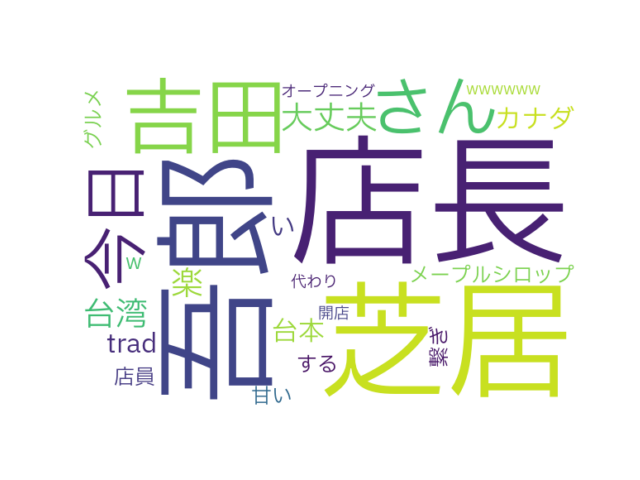 グルメ
吉田
オープニング
大丈夫
さん
wwwwww
カナダ
今日
吾郎
い
店長
w
楽
代わり
メープルシロップ
台湾
trad
店員
台本
開店
する
繋ぎ
芝居
甘い